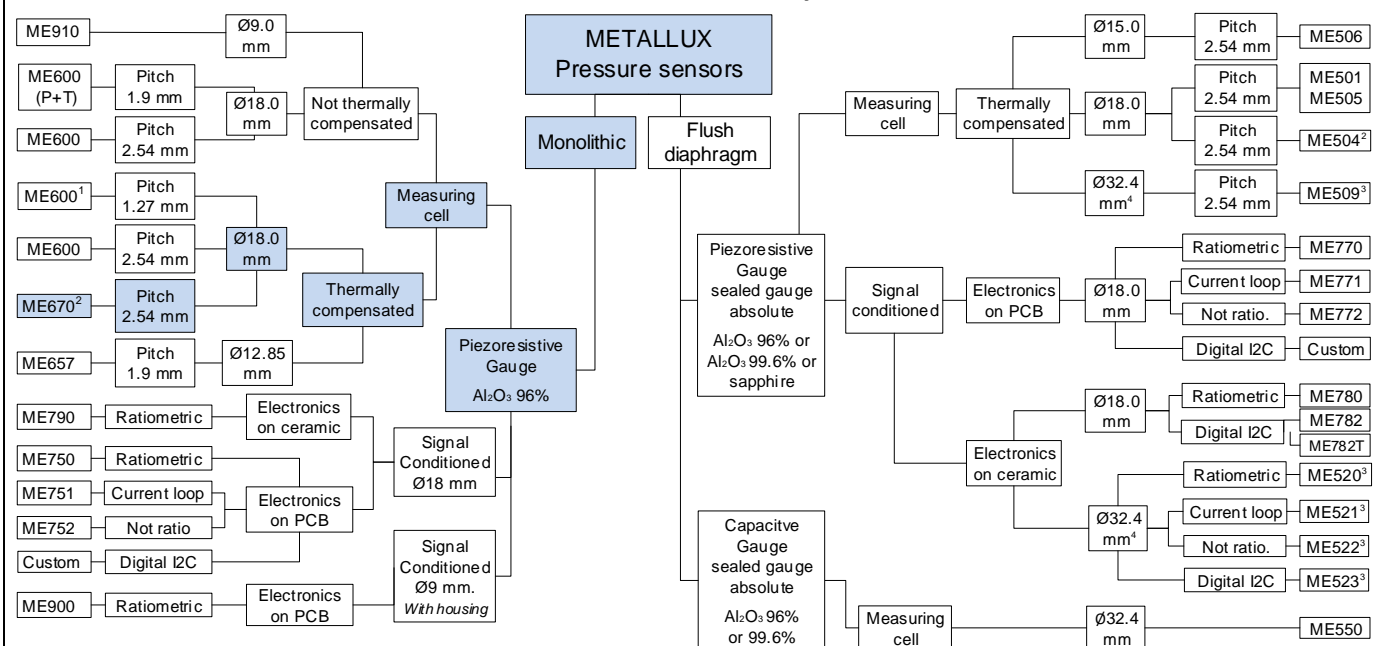 METALLUX
Pressure sensors
Monolithic
Flush
diaphragm
ME910
Ø9.0
mm
ME600
(P+T)
Pitch
1.9 mm
ME600
Pitch
2.54 mm
Ø18.0
mm
Not thermally
compensated
ME600¹
Pitch
1.27 mm
ME600
Pitch
2.54 mm
ME670²
Pitch
2.54 mm
Ø18.0
mm
ME657
Pitch
1.9 mm
Ø12.85
mm
Thermally
compensated
Measuring
cell
Piezoresistive
Gauge
Al₂O₃ 96%
ME790
Ratiometric
Electronics
on ceramic
ME750
Ratiometric
ME751
Current loop
ME752
Not ratio
Custom
Digital I2C
Electronics
on PCB
Signal
Conditioned
Ø18 mm
ME900
Ratiometric
Electronics
on PCB
Signal
Conditioned
Ø9 mm.
With housing
Piezoresistive
Gauge
sealed gauge
absolute
Al₂O₃ 96% or
Al₂O₃ 99.6% or
sapphire
Measuring
cell
Thermally
compensated
Ø15.0
mm
Pitch
2.54 mm
ME506
Ø18.0
mm
Pitch
2.54 mm
ME501
ME505
Pitch
2.54 mm
ME504²
Ø32.4
mm⁴
Pitch
2.54 mm
ME509³
Signal
conditioned
Electronics
on PCB
Ø18.0
mm
Ratiometric
ME770
Current loop
ME771
Not ratio.
ME772
Digital I2C
Custom
Electronics
on ceramic
Ø18.0
mm
Ratiometric
ME780
Digital I2C
ME782
ME782T
Ø32.4
mm⁴
Ratiometric
ME520³
Current loop
ME521³
Not ratio.
ME522³
Digital I2C
ME523³
Capacitve
Gauge
sealed gauge
absolute
Al₂O₃ 96%
or 99.6%
Measuring
cell
Ø32.4
mm
ME550